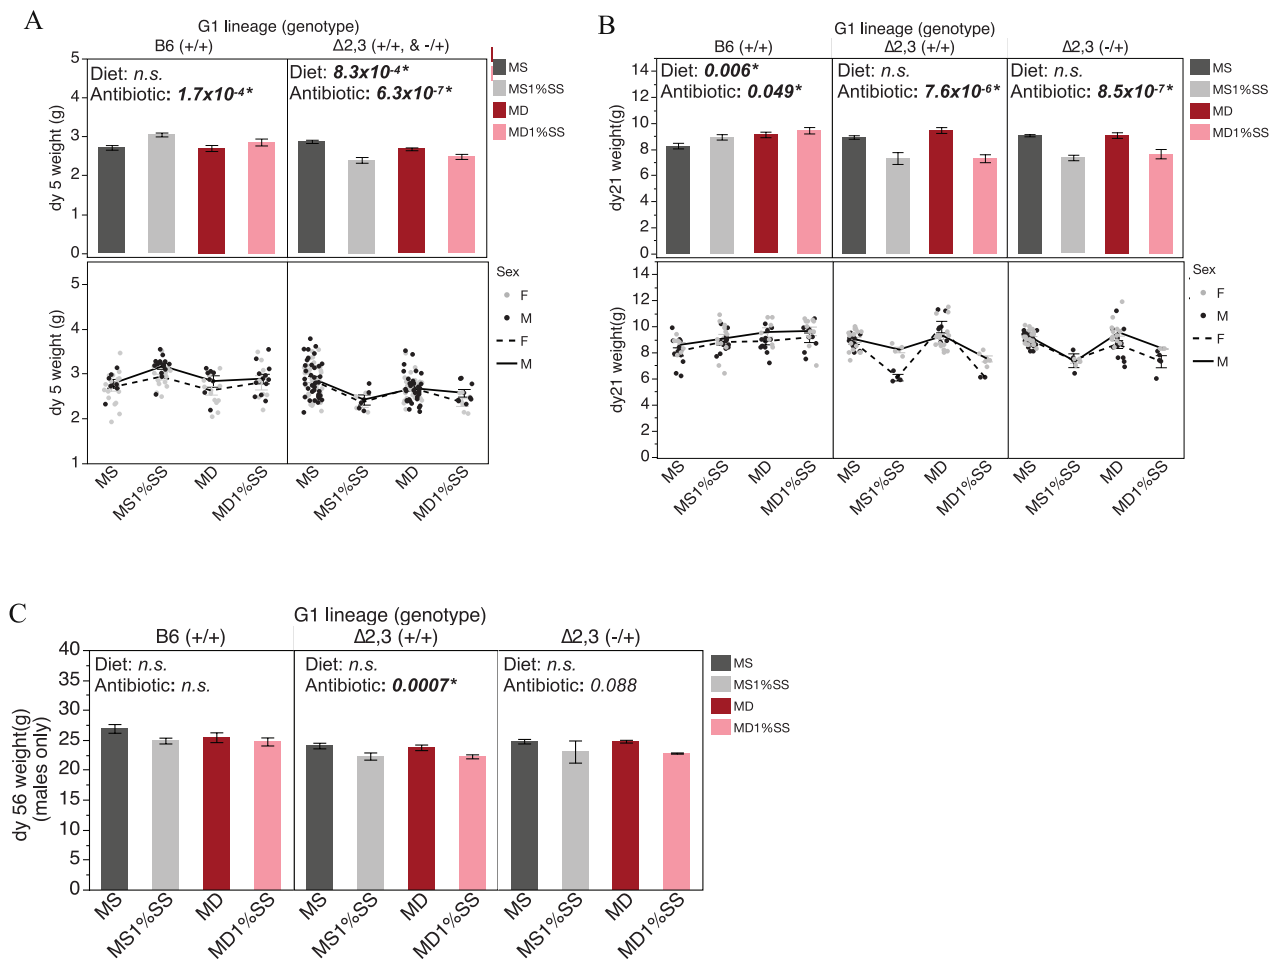 A
G1 lineage (genotype)
B6 (+/+)
Δ2,3 (+/+, & -/+)
Diet: n.s.
Antibiotic: 1.7x10-4*
Diet: 8.3x10-4*
Antibiotic: 6.3x10-7*
dy 5 weight (g)
5
4
3
2
1
0
MS
MS1%SS
MD
MD1%SS
dy 5 weight (g)
5
4
3
2
1
MS
MS1%SS
MD
MD1%SS
MS
MS1%SS
MD
MD1%SS
Sex
F
M
F
M
B
G1 lineage (genotype)
B6 (+/+)
Δ2,3 (+/+)
Δ2,3 (-/+)
Diet: 0.006*
Antibiotic: 0.049*
Diet: n.s.
Antibiotic: 7.6x10-6*
Diet: n.s.
Antibiotic: 8.5x10-7*
dy21 weight(g)
14
12
10
8
6
4
2
0
MS
MS1%SS
MD
MD1%SS
dy21 weight(g)
14
12
10
8
6
4
2
0
MS
MS1%SS
MD
MD1%SS
MS
MS1%SS
MD
MD1%SS
MS
MS1%SS
MD
MD1%SS
Sex
F
M
F
M
C
G1 lineage (genotype)
B6 (+/+)
Δ2,3 (+/+)
Δ2,3 (-/+)
Diet: n.s.
Antibiotic: n.s.
Diet: n.s.
Antibiotic: 0.0007*
Diet: n.s.
Antibiotic: 0.088
dy 56 weight(g)
(males only)
40
35
30
25
20
15
10
5
0
MS
MS1%SS
MD
MD1%SS
MS
MS1%SS
MD
MD1%SS
MS
MS1%SS
MD
MD1%SS
MS
MS1%SS
MD
MD1%SS